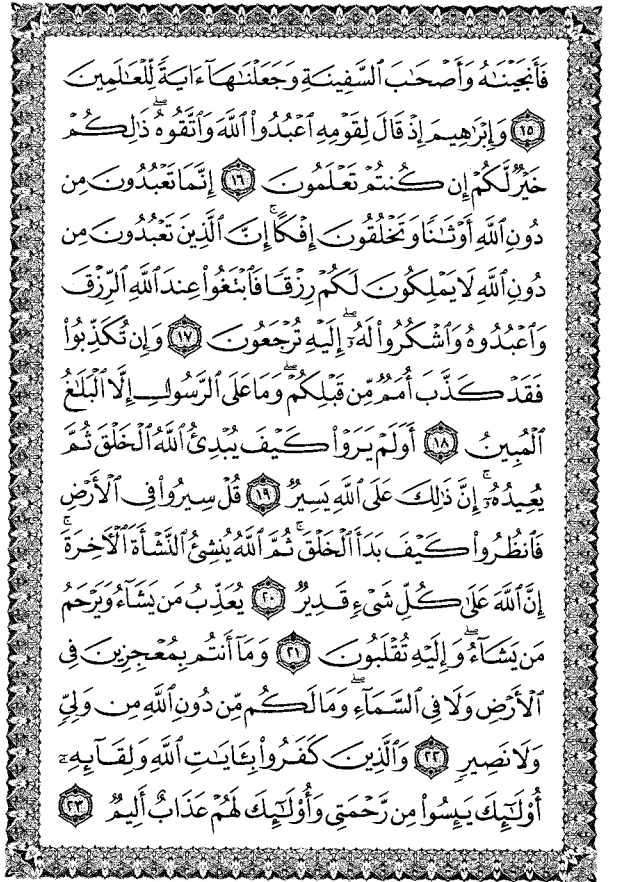 فَأَنجَيْنَٰهُ وَأَصْحَٰبَ ٱلسَّفِينَةِ وَجَعَلْنَٰهَآ ءَايَةً لِّلْعَٰلَمِينَ
١٥ وَإِبْرَٰهِيمَ إِذْ قَالَ لِقَوْمِهِ ٱعْبُدُوا۟ ٱللَّهَ وَٱتَّقُوهُ ۖ ذَٰلِكُمْ
خَيْرٌ لَّكُمْ إِن كُنتُمْ تَعْلَمُونَ ١٦ إِنَّمَا تَعْبُدُونَ مِن
دُونِ ٱللَّهِ أَوْثَٰنًا وَتَخْلُقُونَ إِفْكًا ۚ إِنَّ ٱلَّذِينَ تَعْبُدُونَ مِن
دُونِ ٱللَّهِ لَا يَمْلِكُونَ لَكُمْ رِزْقًا فَٱبْتَغُوا۟ عِندَ ٱللَّهِ ٱلرِّزْقَ
وَٱعْبُدُوهُ وَٱشْكُرُوا۟ لَهُۥٓ ۖ إِلَيْهِ تُرْجَعُونَ ١٧ وَإِن تُكَذِّبُوا۟
فَقَدْ كَذَّبَ أُمَمٌ مِّن قَبْلِكُمْ ۖ وَمَا عَلَى ٱلرَّسُولِ إِلَّا ٱلْبَلَٰغُ
ٱلْمُبِينُ ١٨ أَوَلَمْ يَرَوْا۟ كَيْفَ يُبْدِئُ ٱللَّهُ ٱلْخَلْقَ ثُمَّ
يُعِيدُهُۥٓ ۚ إِنَّ ذَٰلِكَ عَلَى ٱللَّهِ يَسِيرٌ ١٩ قُلْ سِيرُوا۟ فِى ٱلْأَرْضِ
فَٱنظُرُوا۟ كَيْفَ بَدَأَ ٱلْخَلْقَ ۚ ثُمَّ ٱللَّهُ يُنشِئُ ٱلنَّشْأَةَ ٱلْءَاخِرَةَ ۚ
إِنَّ ٱللَّهَ عَلَىٰ كُلِّ شَىْءٍ قَدِيرٌ ٢٠ يُعَذِّبُ مَن يَشَآءُ وَيَرْحَمُ
مَن يَشَآءُ ۖ وَإِلَيْهِ تُقْلَبُونَ ٢١ وَمَآ أَنتُم بِمُعْجِزِينَ فِى
ٱلْأَرْضِ وَلَا فِى ٱلسَّمَآءِ ۖ وَمَا لَكُم مِّن دُونِ ٱللَّهِ مِن وَلِىٍّ
وَلَا نَصِيرٍ ٢٢ وَٱلَّذِينَ كَفَرُوا۟ بِـَٔايَٰتِ ٱللَّهِ وَلِقَآئِهِۦٓ
أُو۟لَٰٓئِكَ يَئِسُوا۟ مِن رَّحْمَتِى وَأُو۟لَٰٓئِكَ لَهُمْ عَذَابٌ أَلِيمٌ ٢٣